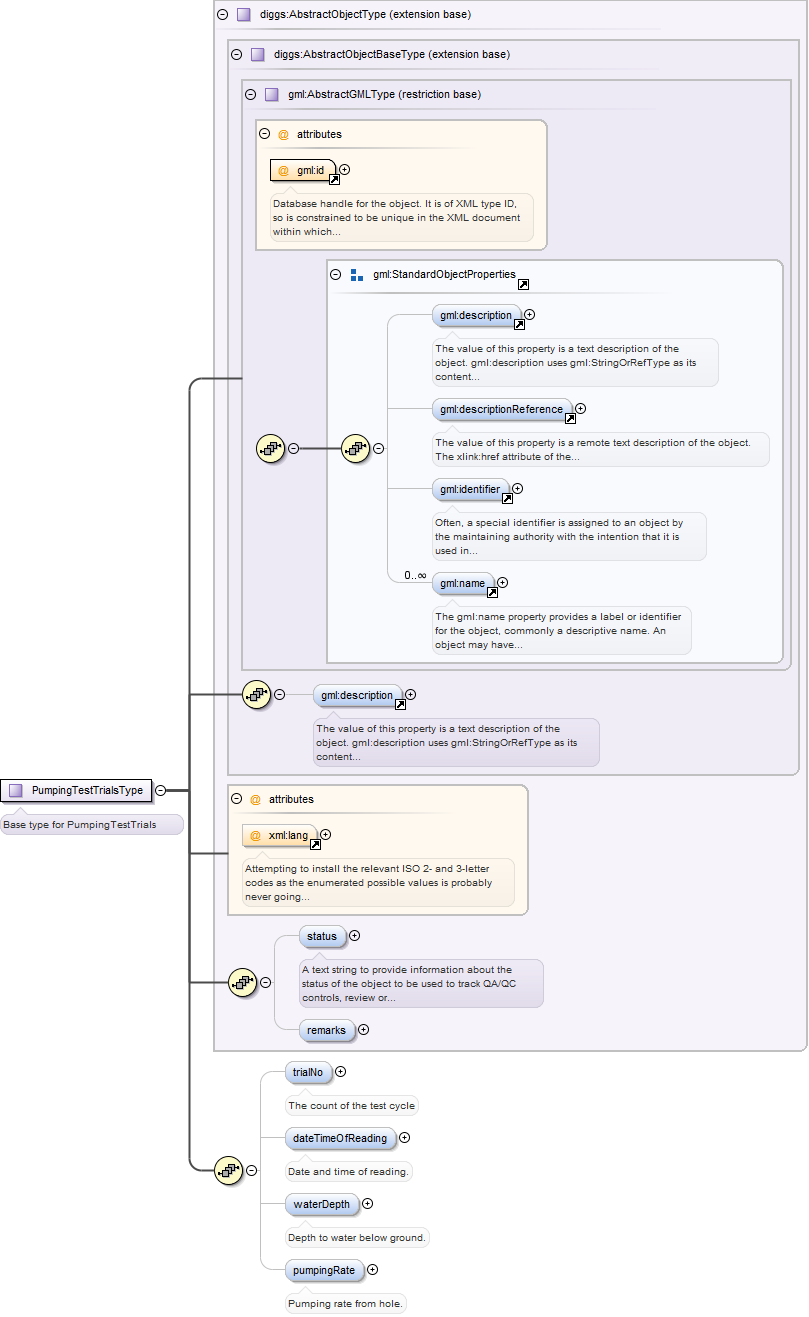 diggs:AbstractObjectType (extension base)
diggs:AbstractObjectBaseType (extension base)
gml:AbstractGMLType (restriction base)
@ attributes
@ gml:id
Database handle for the object. It is of XML type ID,
so is constrained to be unique in the XML document
within which...
gml:StandardObjectProperties
gml:description
The value of this property is a text description of the
object. gml:description uses gml:StringOrRefType as its
content...
gml:descriptionReference
The value of this property is a remote text description of the object.
The xlink:href attribute of the...
gml:identifier
Often, a special identifier is assigned to an object by
the maintaining authority with the intention that it is
used in...
0..∞
gml:name
The gml:name property provides a label or identifier
for the object, commonly a descriptive name. An
object may have...
gml:description
The value of this property is a text description of the
object. gml:description uses gml:StringOrRefType as its
content...
PumpingTestTrialsType
Base type for PumpingTestTrials
@ attributes
@ xml:lang
Attempting to install the relevant ISO 2- and 3-letter
codes as the enumerated possible values is probably
never going...
status
A text string to provide information about the
status of the object to be used to track QA/QC
controls, review or...
remarks
trialNo
The count of the test cycle
dateTimeOfReading
Date and time of reading.
waterDepth
Depth to water below ground.
pumpingRate
Pumping rate from hole.